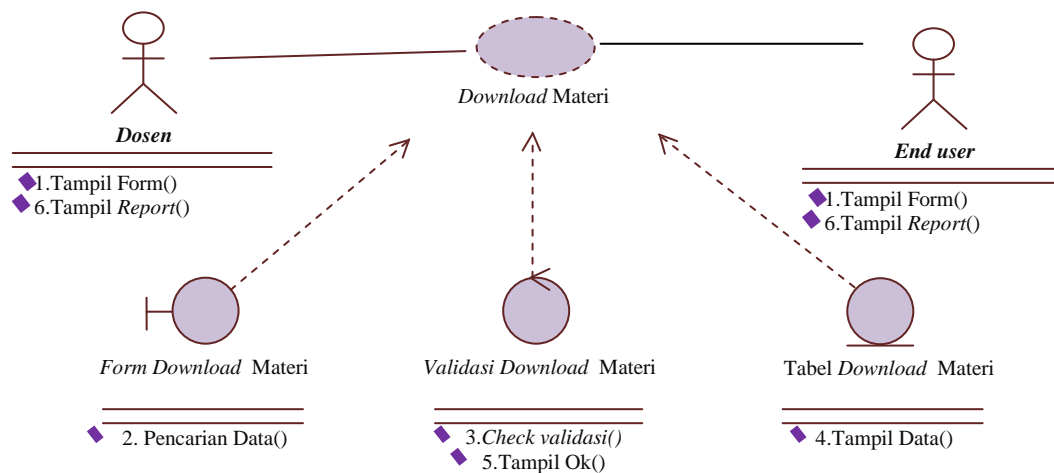 Download Materi
Dosen
1.Tampil Form()
6.Tampil Report()
End user
1.Tampil Form()
6.Tampil Report()
Form Download Materi
2. Pencarian Data()
Validasi Download Materi
3.Check validasi()
5.Tampil Ok()
Tabel Download Materi
4.Tampil Data()